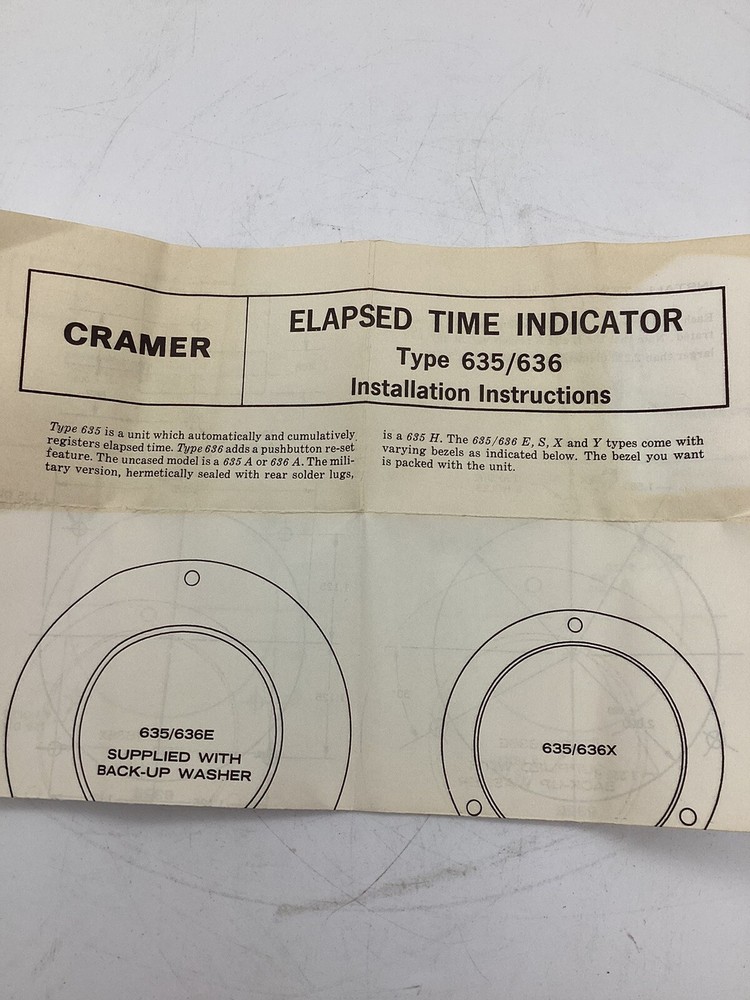 CRAMER
ELAPSED TIME INDICATOR
Type 635/636
Installation Instructions
Type 635 is a unit which automatically and cumulatively
registers elapsed time. Type 636 adds a pushbutton re-set
feature. The uncased model is a 635 A or 636 A. The mili-
tary version, hermetically sealed with rear solder lugs,
is a 635 H. The 635/636 E, S, X and Y types come with
varying bezels as indicated below. The bezel you want
is packed with the unit.
635/636E
SUPPLIED WITH
BACK-UP WASHER
635/636X